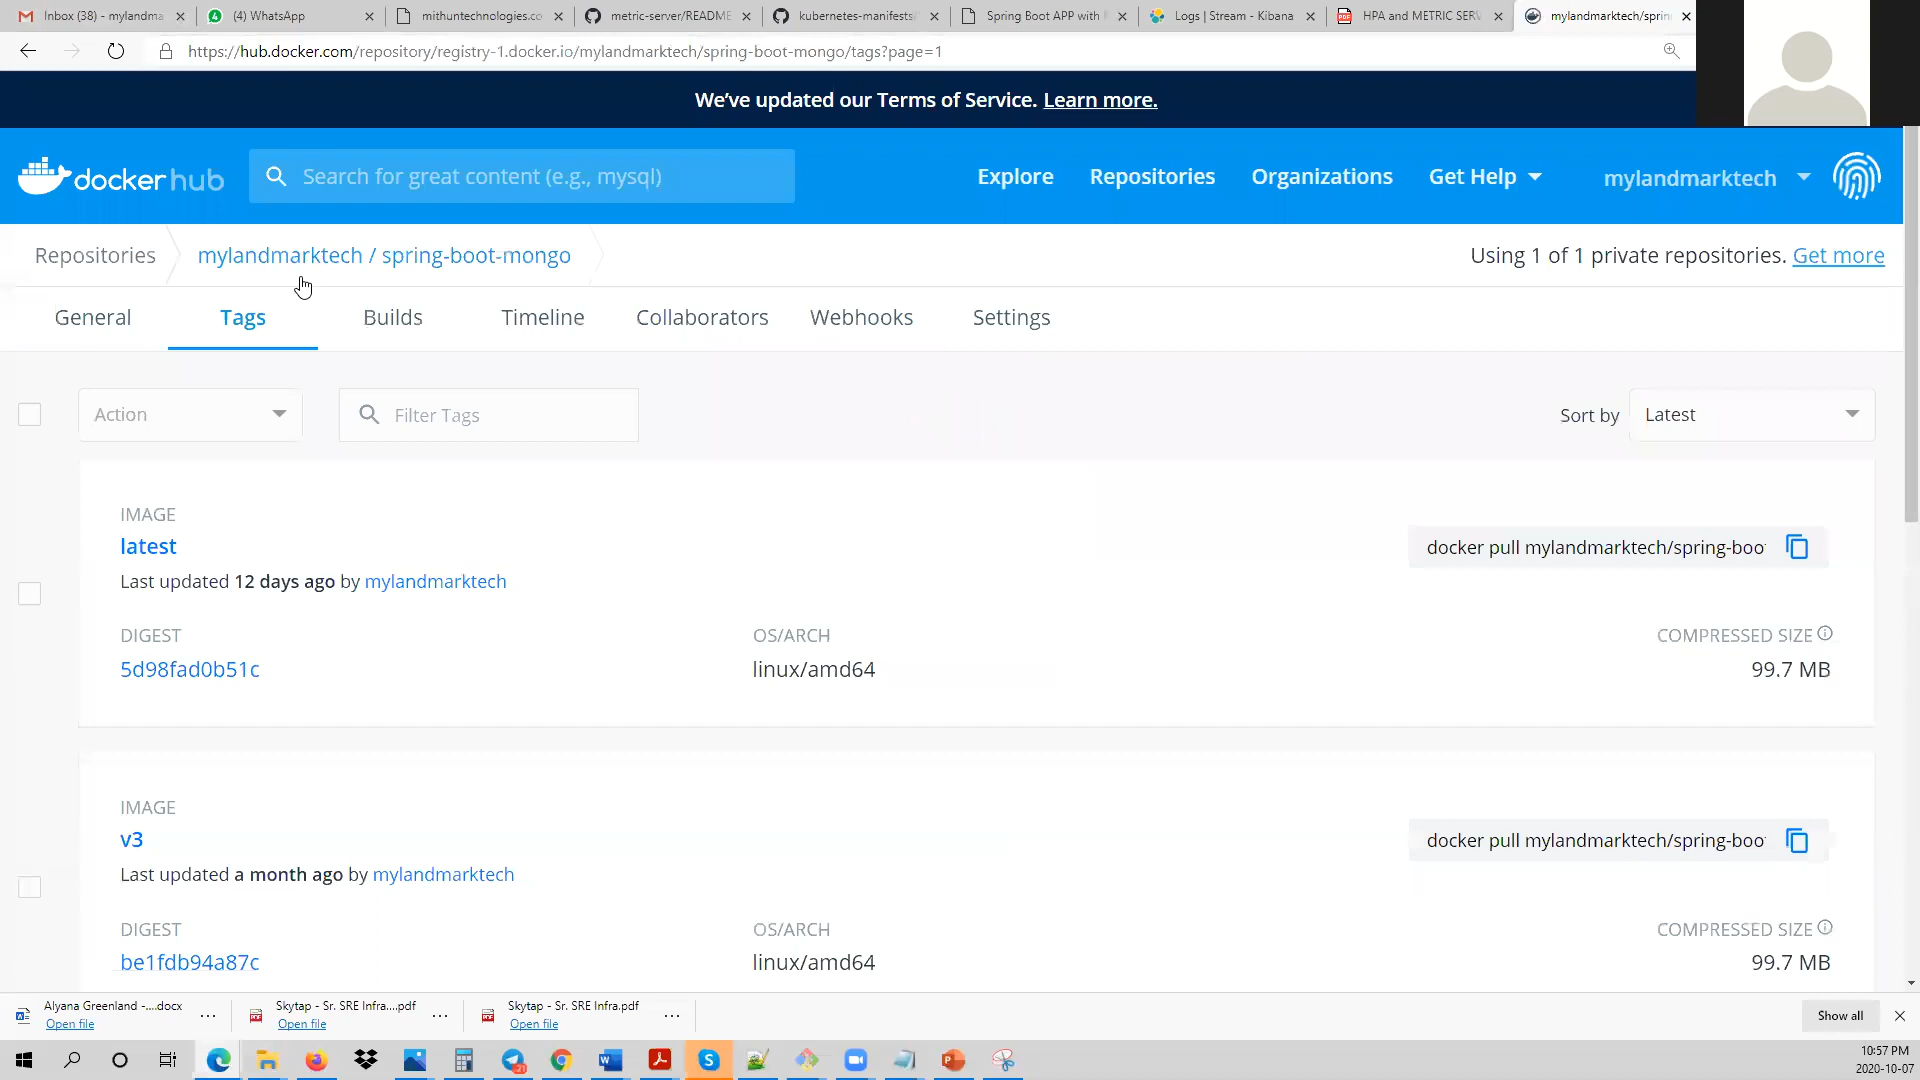 Inbox (38) - mylandma
(4) WhatsApp
mithuntechnologies.co
metric-server/README
kubernetes-manifests
Spring Boot APP with
Logs | Stream - Kibana
HPA and METRIC SERV
mylandmarktech/sprin
https://hub.docker.com/repository/registry-1.docker.io/mylandmarktech/spring-boot-mongo/tags?page=1
We've updated our Terms of Service. Learn more.
docker hub
Search for great content (e.g., mysql)
Explore
Repositories
Organizations
Get Help
mylandmarktech
Repositories
mylandmarktech / spring-boot-mongo
Using 1 of 1 private repositories. Get more
General
Tags
Builds
Timeline
Collaborators
Webhooks
Settings
Action
Filter Tags
Sort by
Latest
IMAGE
latest
Last updated 12 days ago by mylandmarktech
docker pull mylandmarktech/spring-boo
DIGEST
5d98fad0b51c
OS/ARCH
linux/amd64
COMPRESSED SIZE
99.7 MB
IMAGE
v3
Last updated a month ago by mylandmarktech
docker pull mylandmarktech/spring-boo
DIGEST
be1fdb94a87c
OS/ARCH
linux/amd64
COMPRESSED SIZE
99.7 MB
Alyana Greenland -....docx
Open file
Skytap - Sr. SRE Infra....pdf
Open file
Skytap - Sr. SRE Infra.pdf
Open file
Show all
10:57 PM
2020-10-07